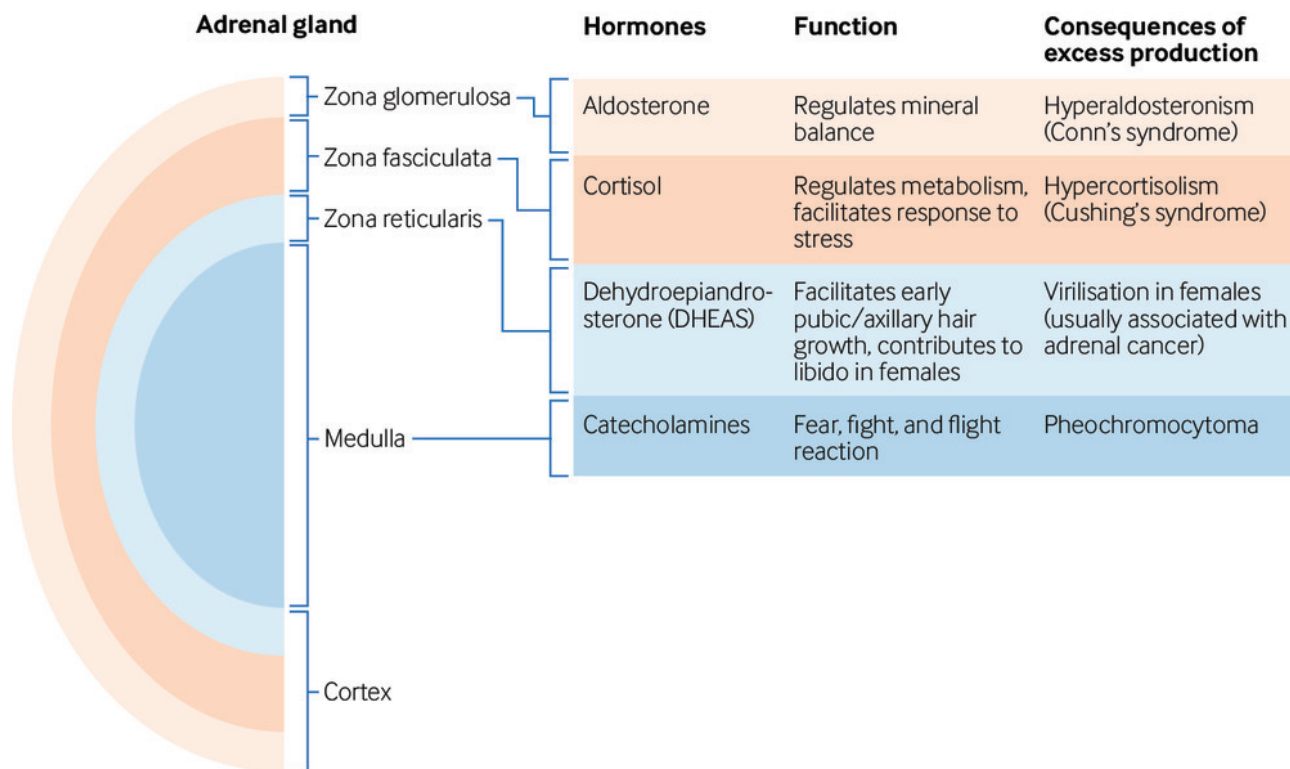 Adrenal gland
Hormones
Function
Consequences of
excess production
Zona glomerulosa
Zona fasciculata
Zona reticularis
Medulla
Cortex
Aldosterone
Regulates mineral
balance
Hyperaldosteronism
(Conn’s syndrome)
Cortisol
Regulates metabolism,
facilitates response to
stress
Hypercortisolism
(Cushing’s syndrome)
Dehydroepiandro-
sterone (DHEAS)
Facilitates early
pubic/axillary hair
growth, contributes to
libido in females
Virilisation in females
(usually associated with
adrenal cancer)
Catecholamines
Fear, fight, and flight
reaction
Pheochromocytoma